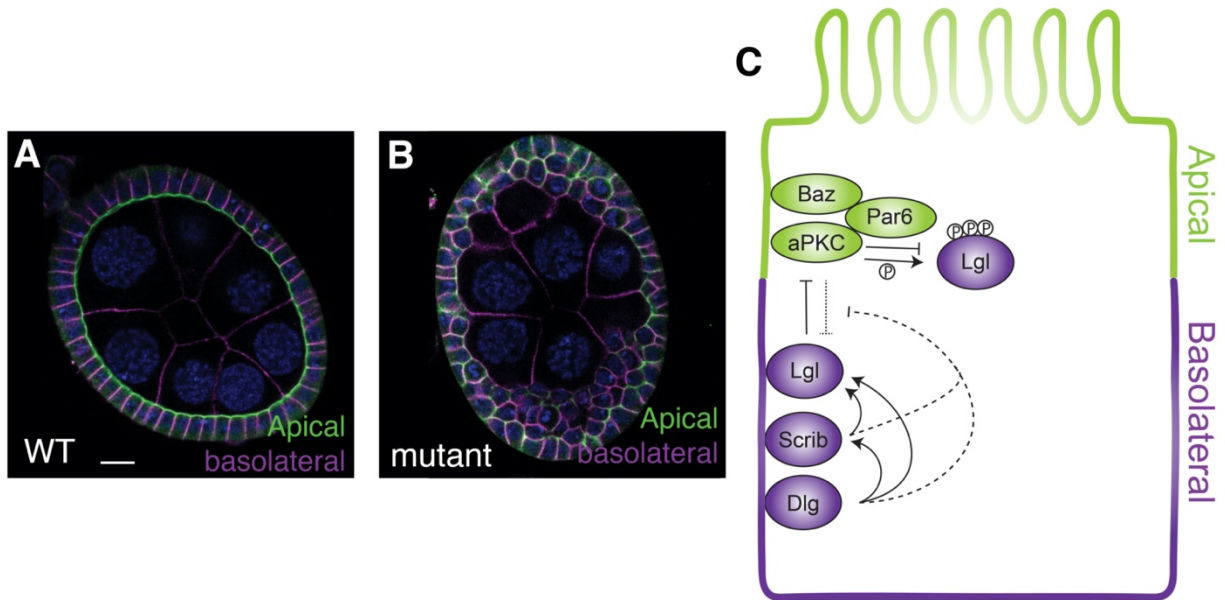 A
WT
Apical
basolateral
B
mutant
Apical
basolateral
C
Baz
Par6
aPKC
P
P P P
Lgl
Lgl
Scrib
Dlg
Apical
Basolateral